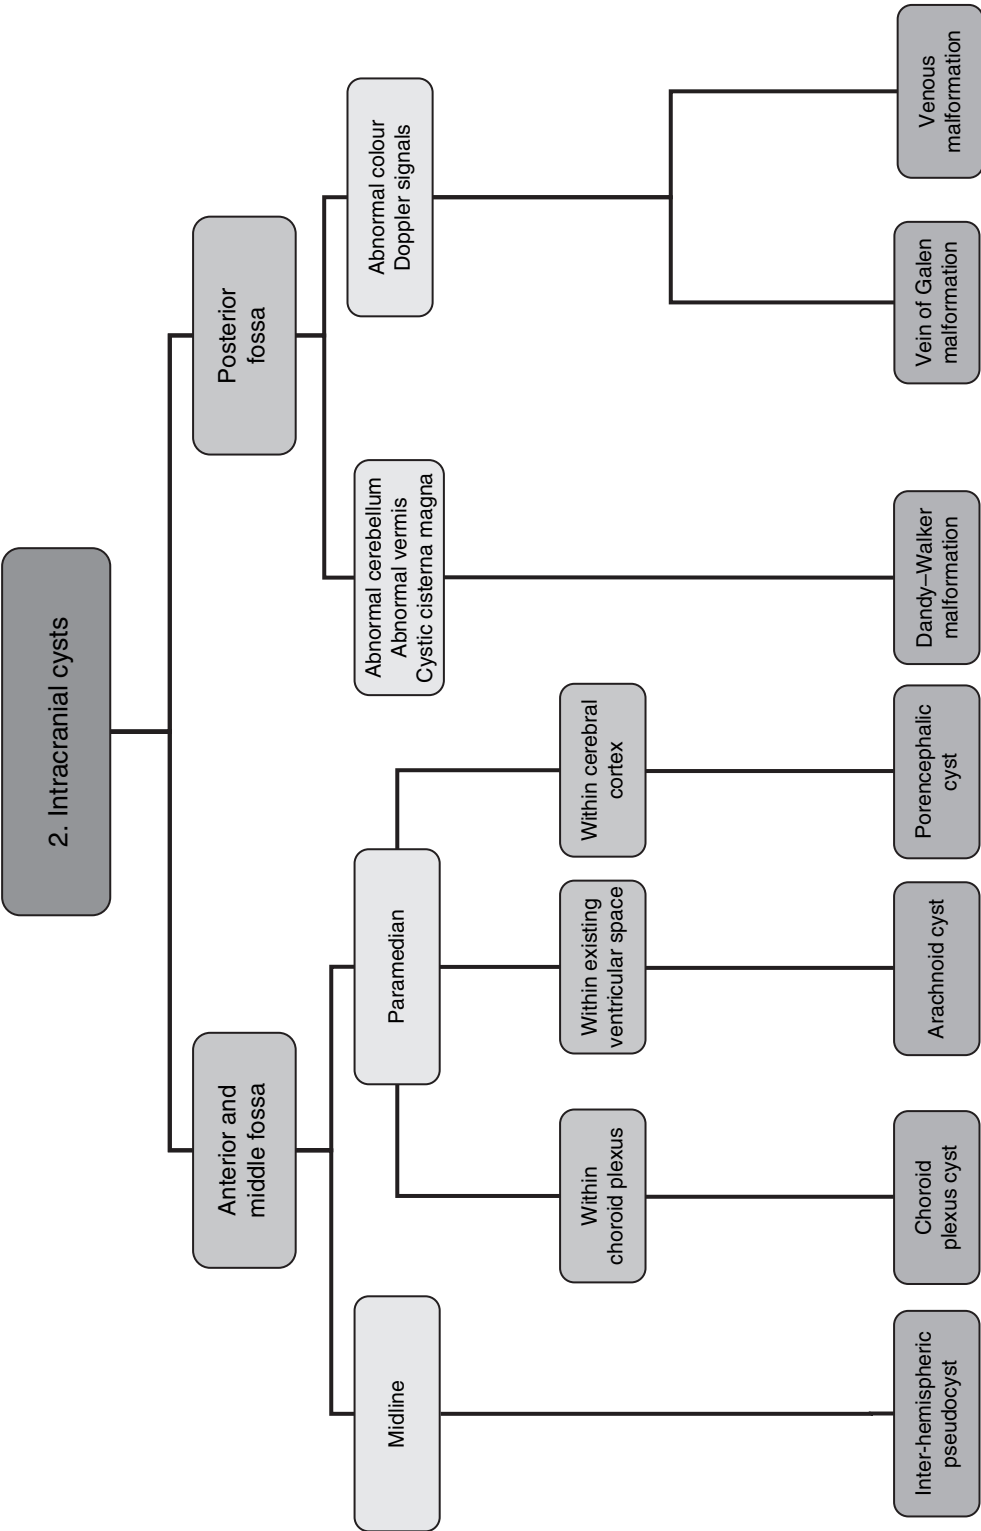 2. Intracranial cysts
Anterior and
middle fossa
Posterior
fossa
Midline
Paramedian
Abnormal cerebellum
Abnormal vermis
Cystic cisterna magna
Abnormal colour
Doppler signals
Within
choroid plexus
Within existing
ventricular space
Within cerebral
cortex
Inter-hemispheric
pseudocyst
Choroid
plexus cyst
Arachnoid cyst
Porencephalic
cyst
Dandy–Walker
malformation
Vein of Galen
malformation
Venous
malformation